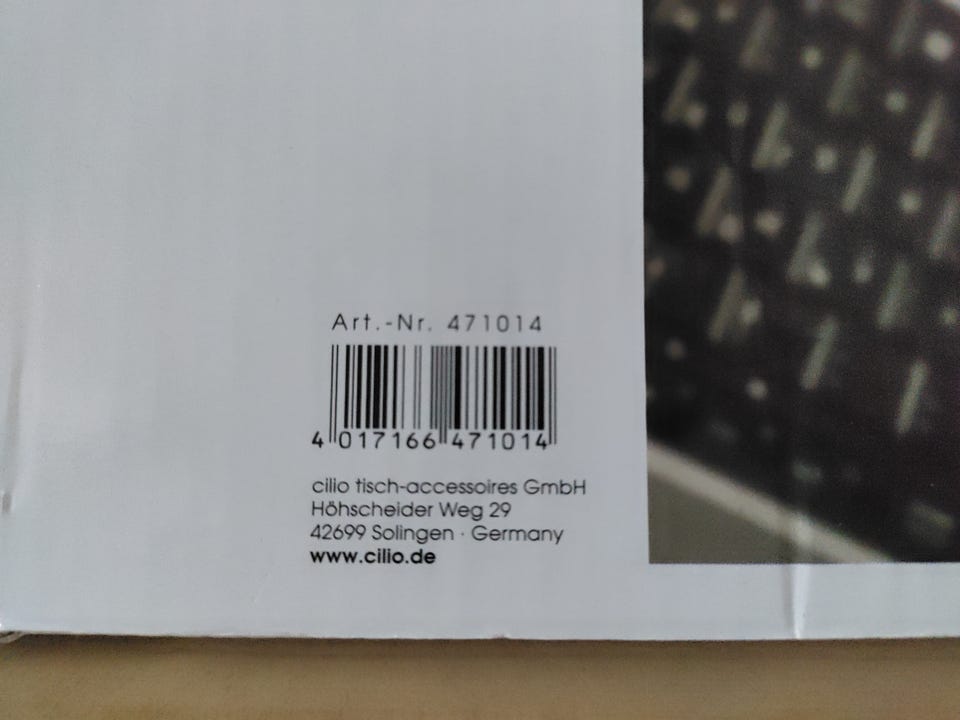 Art.-Nr. 471014
4 017166 471014
cilio tisch-accessoires GmbH
Höhscheider Weg 29
42699 Solingen · Germany
www.cilio.de